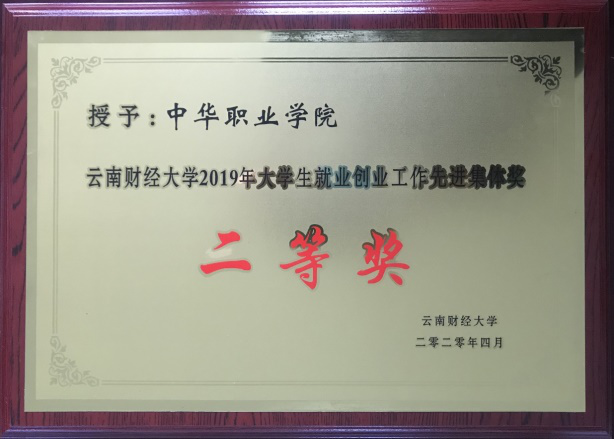 授予：中华职业学院
云南财经大学2019年大学生就业创业工作先进集体奖
二等奖
云南财经大学
二零二零年四月